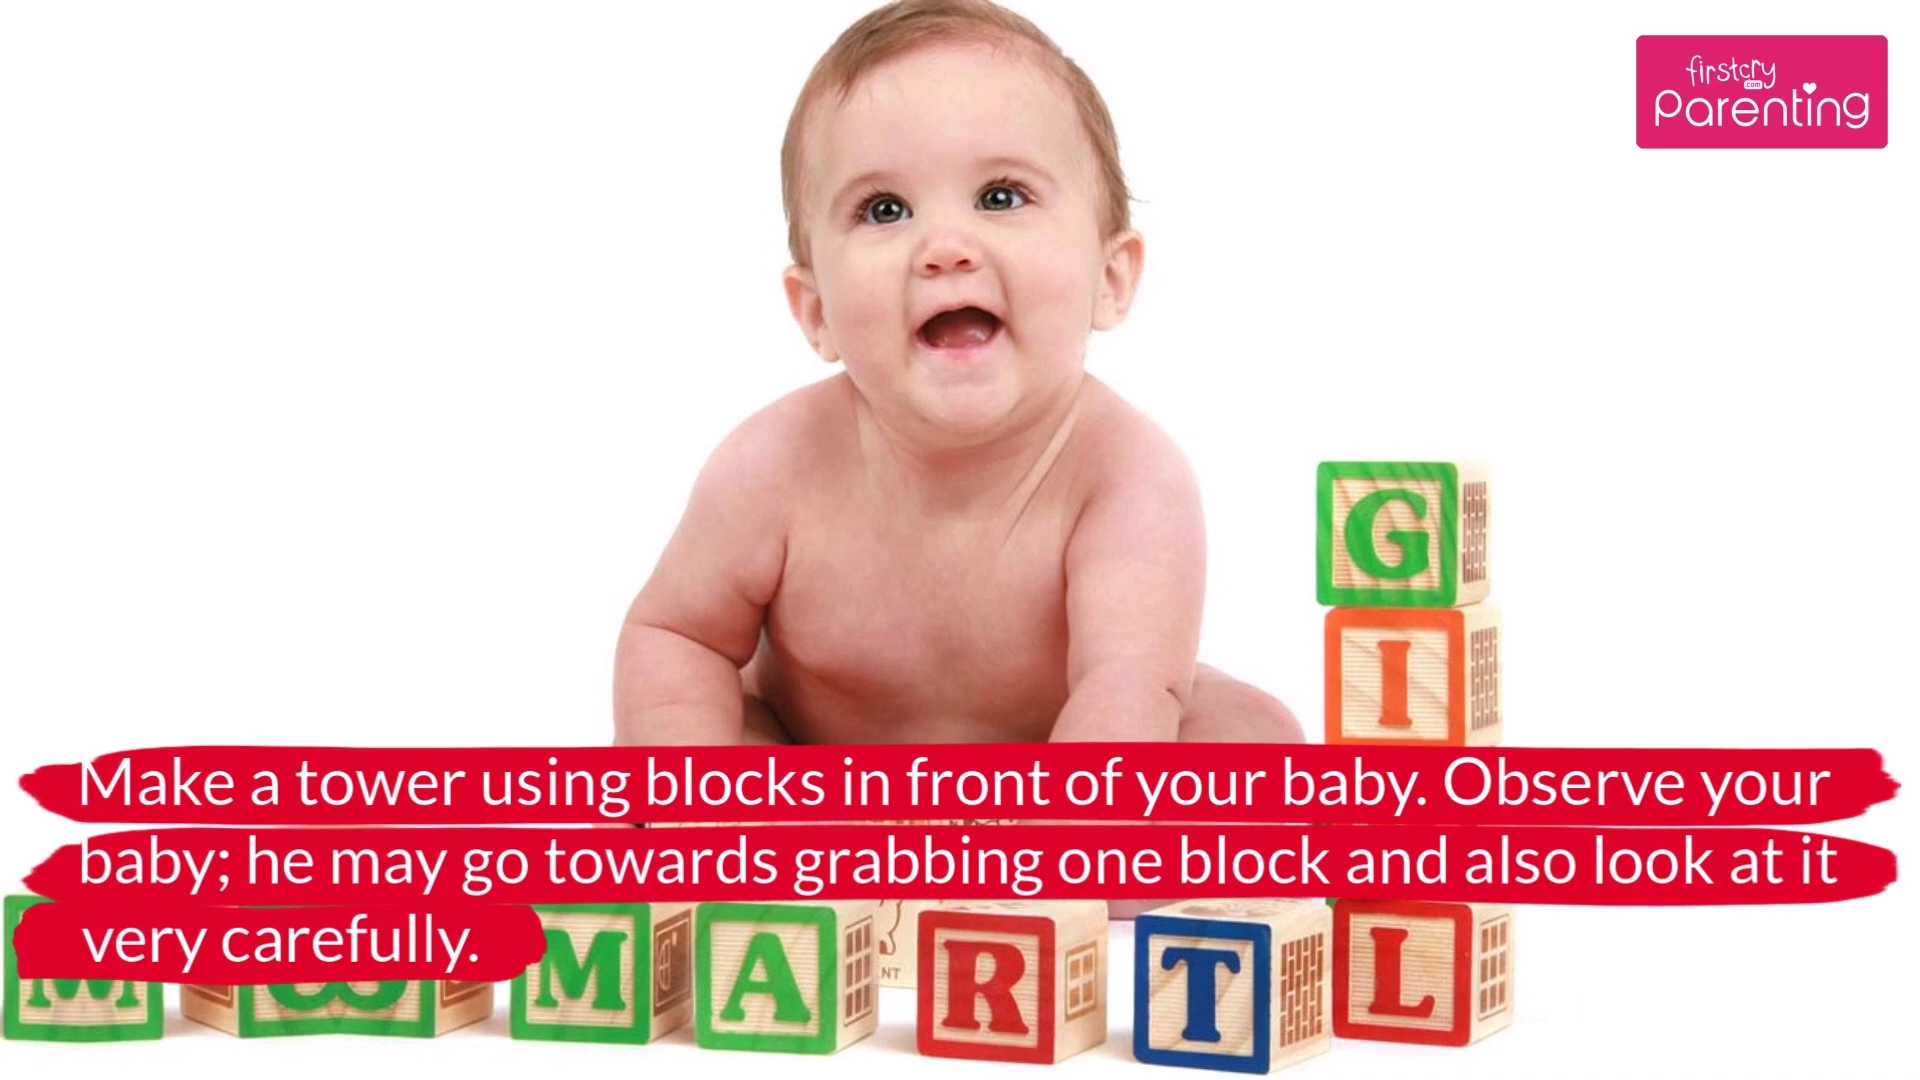 firstcry
.com
Parenting
G
I
Make a tower using blocks in front of your
baby. Observe your
baby; he may go towards grabbing one block and also look at it
very carefully.
M A R T L
NT